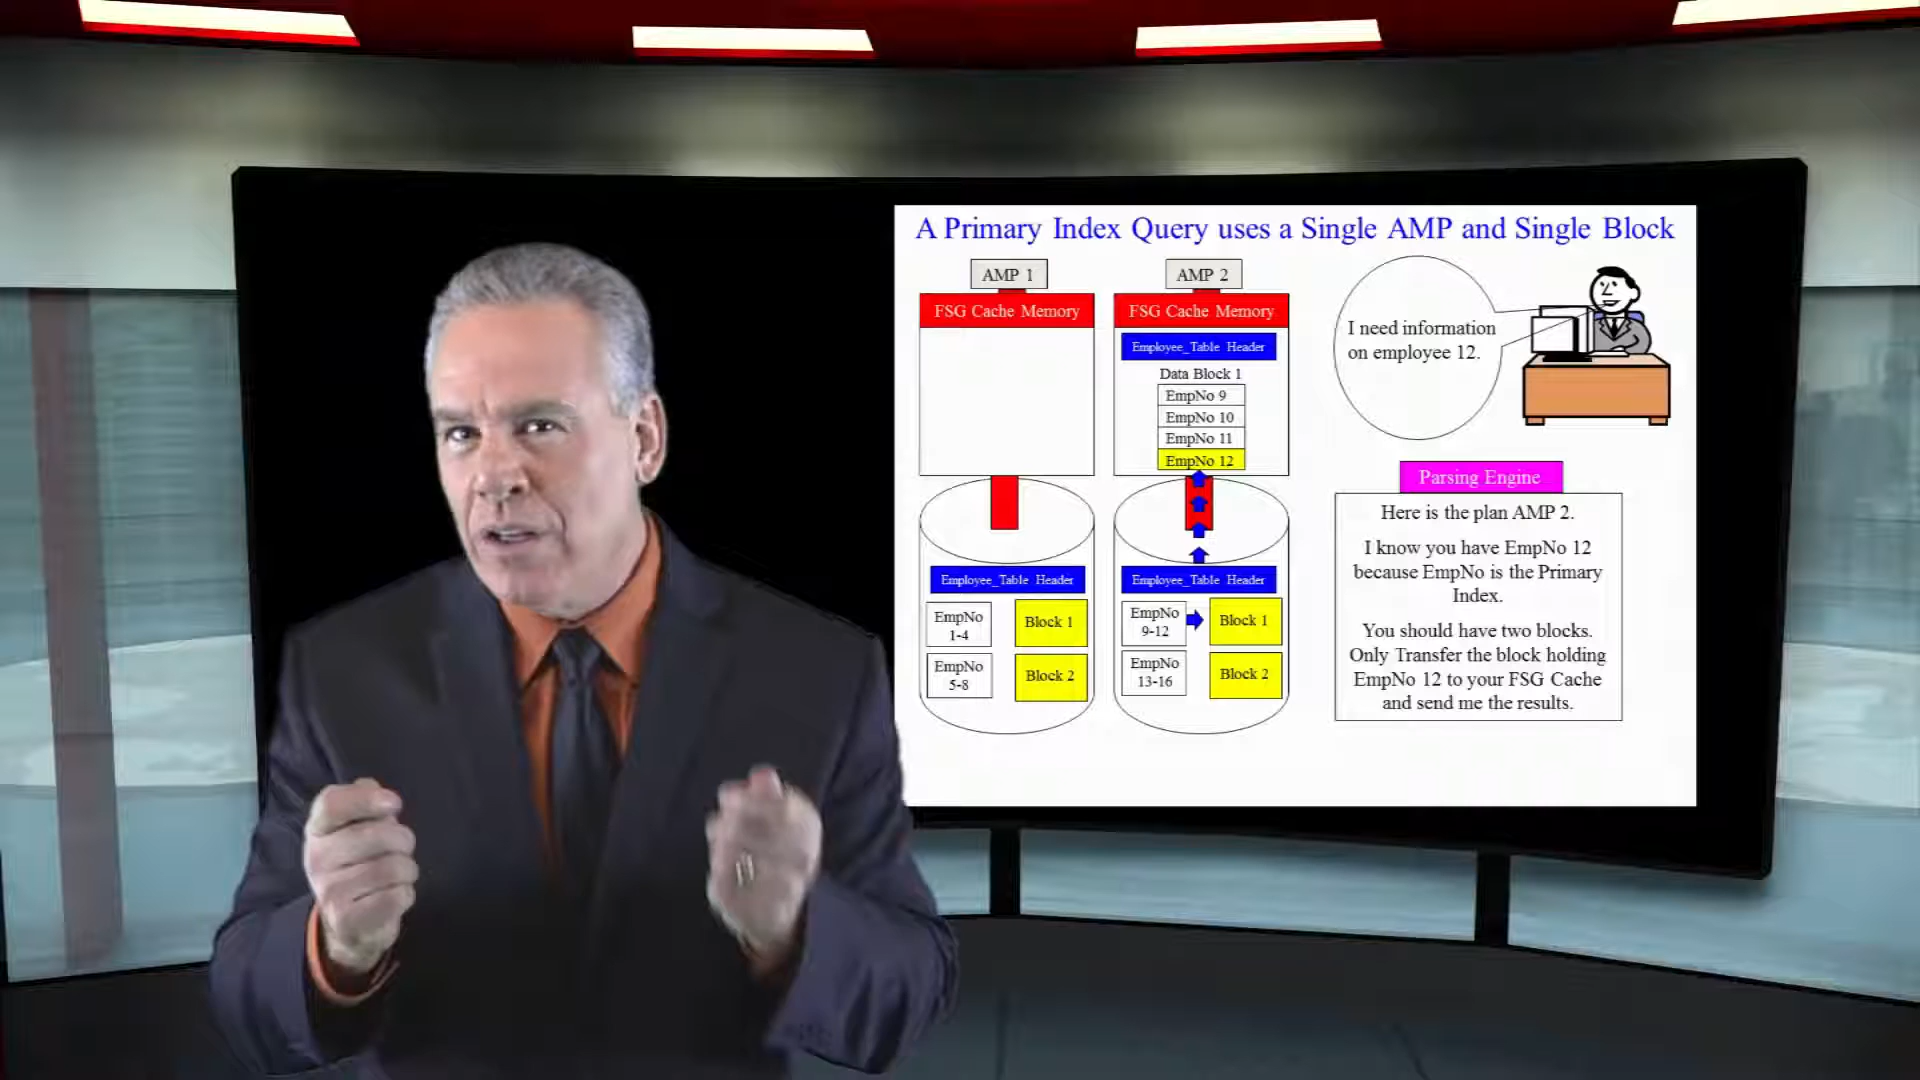 A Primary Index Query uses a Single AMP and Single Block
AMP 1
FSG Cache Memory
Employee_Table Header
EmpNo
1-4
Block 1
EmpNo
5-8
Block 2
AMP 2
FSG Cache Memory
Employee_Table Header
Data Block 1
EmpNo 9
EmpNo 10
EmpNo 11
EmpNo 12
Employee_Table Header
EmpNo
9-12
Block 1
EmpNo
13-16
Block 2
I need information
on employee 12.
Parsing Engine
Here is the plan AMP 2.
I know you have EmpNo 12
because EmpNo is the Primary
Index.
You should have two blocks.
Only Transfer the block holding
EmpNo 12 to your FSG Cache
and send me the results.